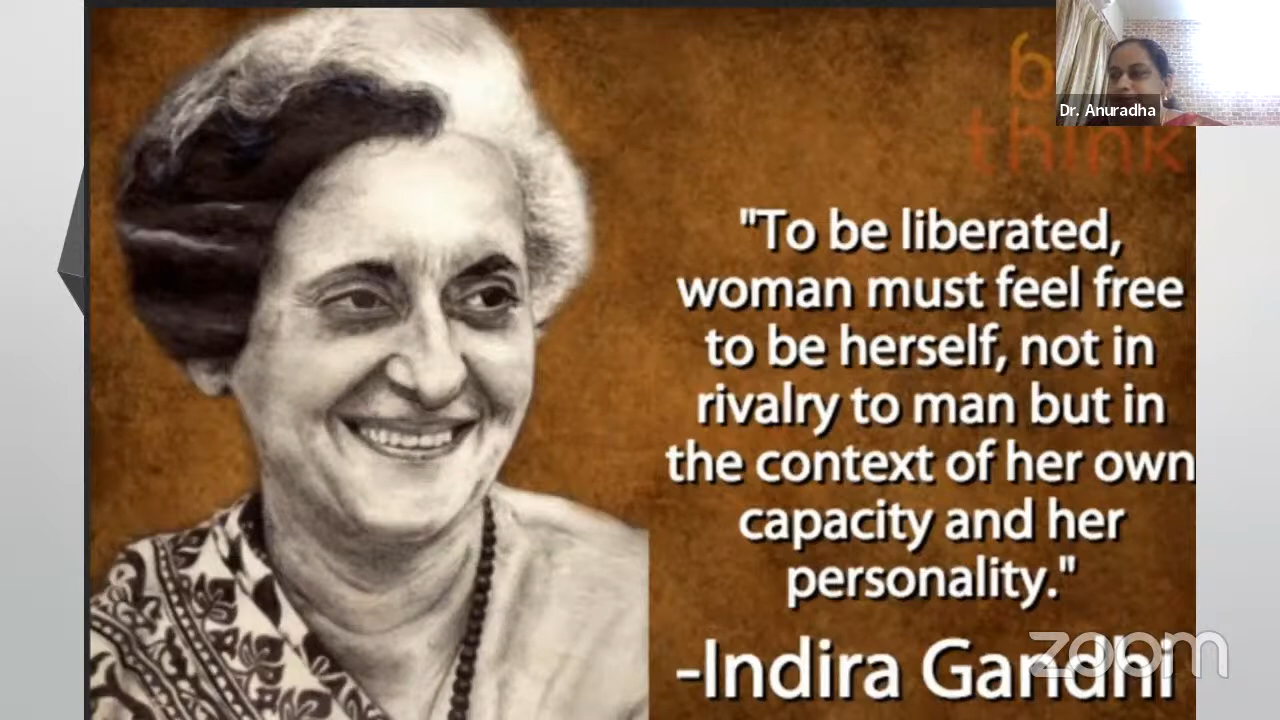 Dr. Anuradha
think
"To be liberated,
woman must feel free
to be herself, not in
rivalry to man but in
the context of her own
capacity and her
personality."
-Indira Gandhi
zoom